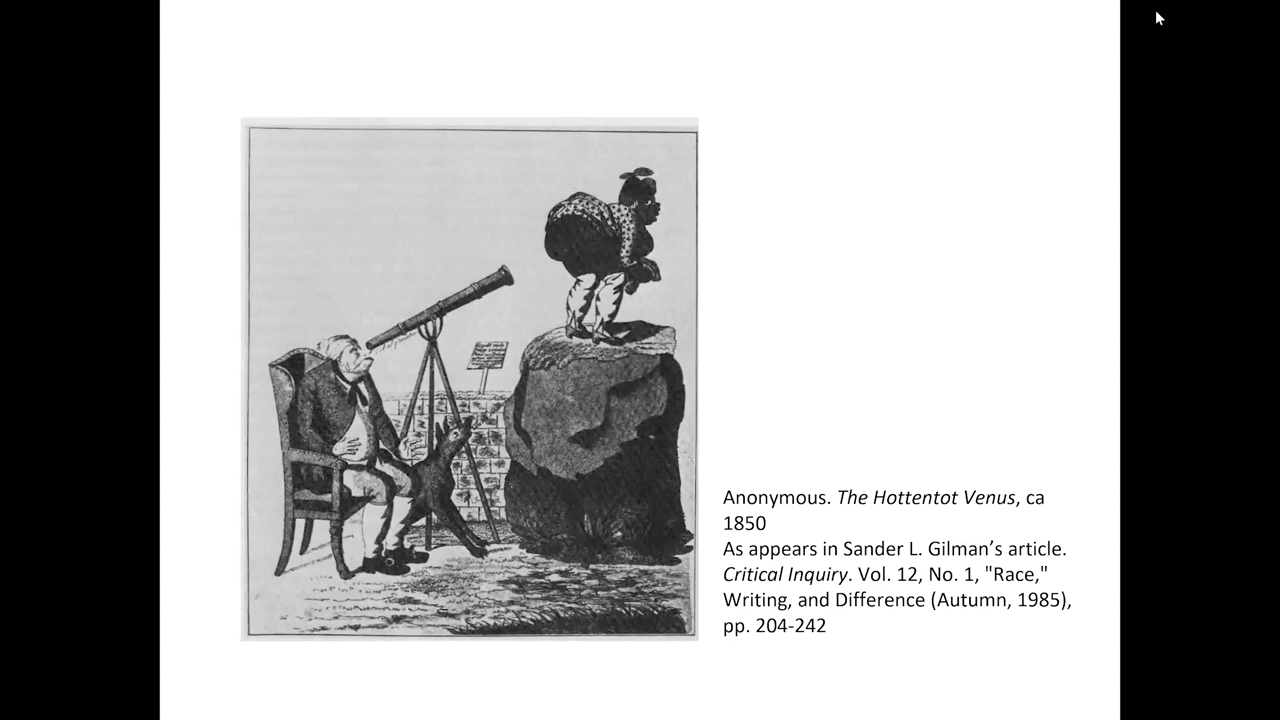 Anonymous. The Hottentot Venus, ca
1850
As appears in Sander L. Gilman’s article.
Critical Inquiry. Vol. 12, No. 1, "Race,"
Writing, and Difference (Autumn, 1985),
pp. 204-242